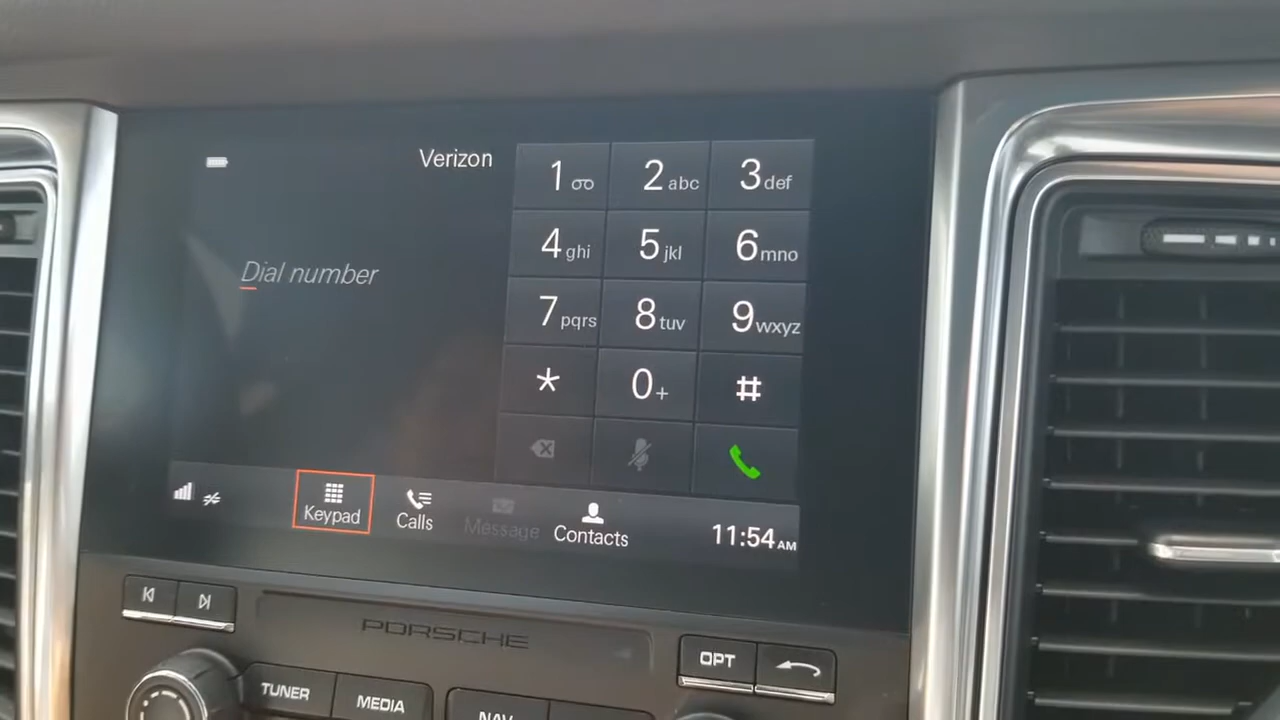 Verizon
Dial number
1
2 abc
3 def
4 ghi
5 jkl
6 mno
7 pqrs
8 tuv
9 wxyz
*
0 +
#
Keypad
Calls
Message
Contacts
11:54 AM
PORSCHE
OPT
TUNER
MEDIA
NAV